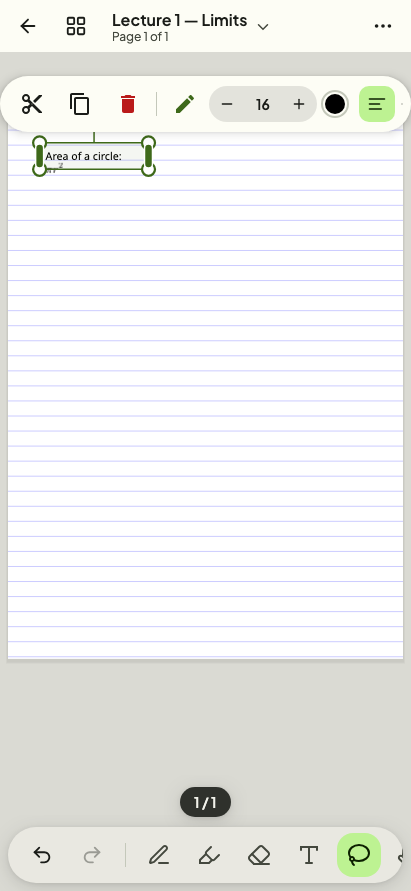 Lecture 1 — Limits
Page 1 of 1
16
Area of a circle:
1/1
T